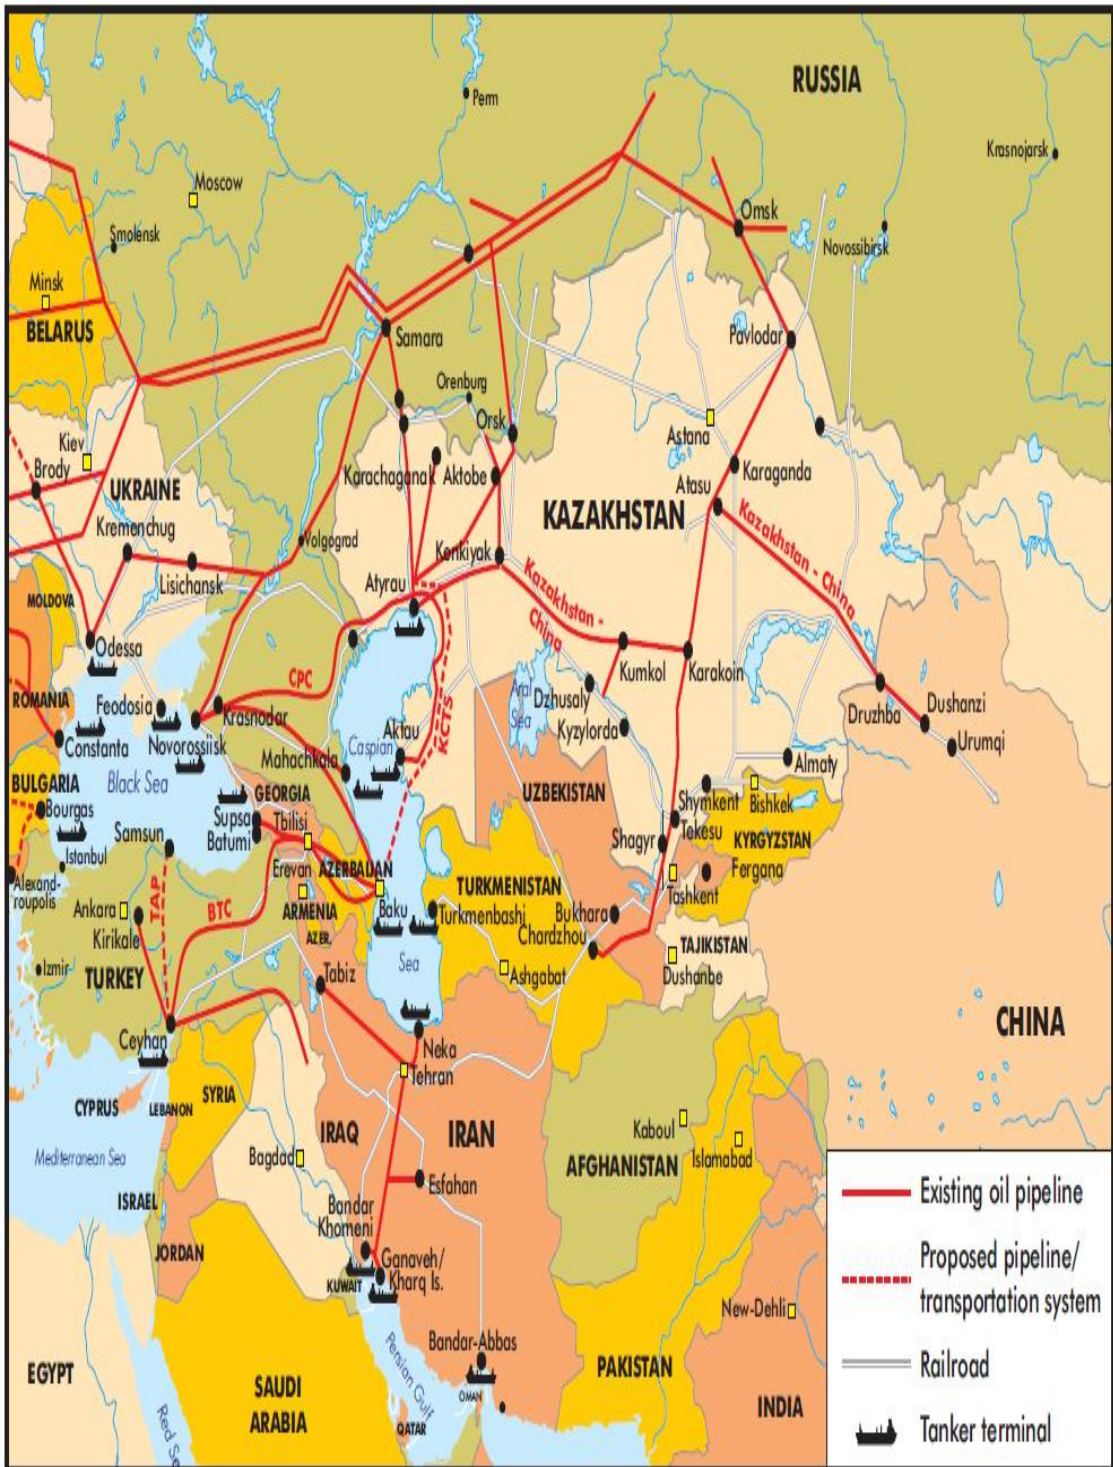 RUSSIA
Perm
Krasnojarsk
Moscow
Omsk
Smolensk
Novossibirsk
Minsk
BELARUS
Samara
Pavlodar
Orenburg
Orsk
Astana
Kiev
Brody
Karachaganak
Aktobe
Karaganda
Atasu
UKRAINE
KAZAKHSTAN
Kremenchug
Volgograd
Kenkiyak
Kazakhstan - China
Lisichansk
Atyrau
Kazakhstan -
China
MOLDOVA
Odessa
Kumkol
Karakoin
CPC
ROMANIA
Feodosia
Krasnodar
KCTS
Aral
Sea
Dzhusaly
Druzhba
Dushanzi
Constanta
Novorossiisk
Aktau
Kyzylorda
Urumqi
Mahachkala
Caspian
Almaty
Black Sea
BULGARIA
GEORGIA
UZBEKISTAN
Shymkent
Bishkek
Bourgas
Supsa
Tbilisi
Tekesu
KYRGYZSTAN
Samsun
Batumi
Shagyr
Istanbul
Erevan
AZERBAIJAN
Fergana
Alexand-
roupolis
TAP
TURKMENISTAN
Tashkent
Ankara
BTC
ARMENIA
Baku
Turkmenbashi
Bukhara
Kirikale
AZER.
Chardzhou
TAJIKISTAN
Izmir
TURKEY
Tabiz
Sea
Ashgabat
Dushanbe
CHINA
Ceyhan
Neka
Tehran
SYRIA
CYPRUS
LEBANON
IRAQ
IRAN
Kaboul
Mediterranean Sea
Bagdad
AFGHANISTAN
Islamabad
Esfahan
ISRAEL
Bandar
Khomeni
JORDAN
Ganaveh/
Kharq Is.
KUWAIT
New-Dehli
Bandar-Abbas
Persian Gulf
PAKISTAN
EGYPT
SAUDI
ARABIA
OMAN
INDIA
QATAR
Red Se
Existing oil pipeline
Proposed pipeline/
transportation system
Railroad
Tanker terminal